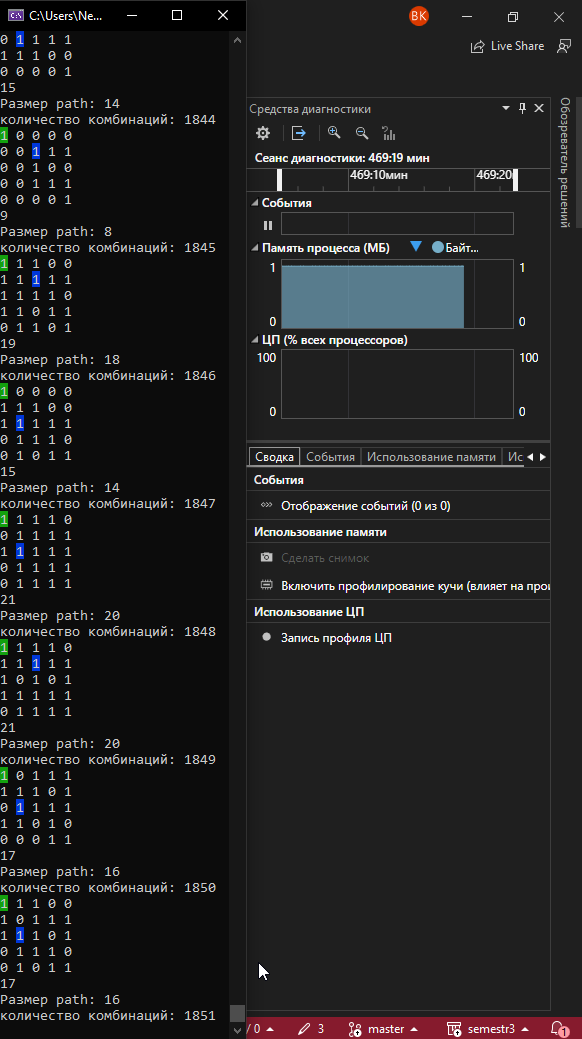 C:\Users\Ne...
0 1 1 1 1
1 1 1 0 0
0 0 0 0 1
15
Размер path: 14
количество комбинаций: 1844
1 0 0 0 0
0 0 1 1 1
0 0 1 0 0
0 0 1 1 1
0 0 0 0 1
9
Размер path: 8
количество комбинаций: 1845
1 1 1 0 0
1 1 1 1 1
1 1 1 1 0
1 1 0 1 1
0 1 1 0 1
19
Размер path: 18
количество комбинаций: 1846
1 0 0 0 0
1 1 1 0 0
1 1 1 1 1
0 1 1 1 0
0 1 0 1 1
15
Размер path: 14
количество комбинаций: 1847
1 1 1 1 0
0 1 1 1 1
1 1 1 1 1
0 1 1 1 1
0 1 1 1 1
21
Размер path: 20
количество комбинаций: 1848
1 1 1 1 0
1 1 1 1 1
1 0 1 0 1
1 1 1 1 1
0 1 1 1 1
21
Размер path: 20
количество комбинаций: 1849
1 0 1 1 1
1 1 1 0 1
0 1 1 1 1
1 1 0 1 0
0 0 0 1 1
17
Размер path: 16
количество комбинаций: 1850
1 1 1 0 0
1 0 1 1 1
1 1 1 0 1
0 1 1 1 0
0 1 0 1 1
17
Размер path: 16
количество комбинаций: 1851
BK
Live Share
Обозреватель решений
Средства диагностики
Сеанс диагностики: 469:19 мин
469:10мин 469:20
События
Память процесса (МБ) Байт...
1 1
0 0
ЦП (% всех процессоров)
100 100
0 0
Сводка События Использование памяти Ис
События
Отображение событий (0 из 0)
Использование памяти
Сделать снимок
Включить профилирование кучи (влияет на прои
Использование ЦП
Запись профиля ЦП
/ 0 3 master semestr3 1